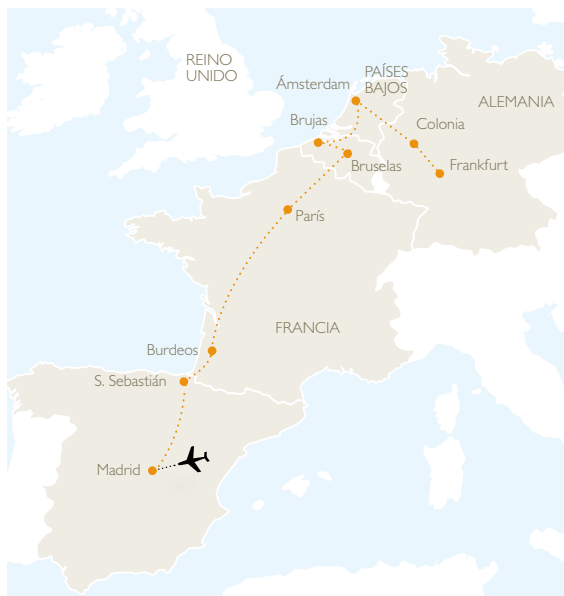 REINO
UNIDO
PAÍSES
BAJOS
Ámsterdam
ALEMANIA
Brujas
Colonia
Bruselas
Frankfurt
París
FRANCIA
Burdeos
S. Sebastián
Madrid